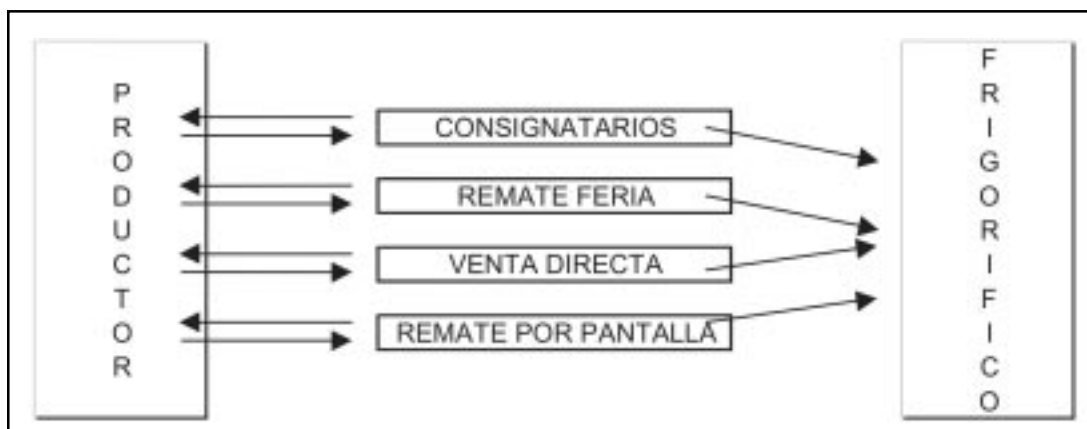 PRODUCTOR
CONSIGNATARIOS
REMATE FERIA
VENTA DIRECTA
REMATE POR PANTALLA
FRIGORIFICO